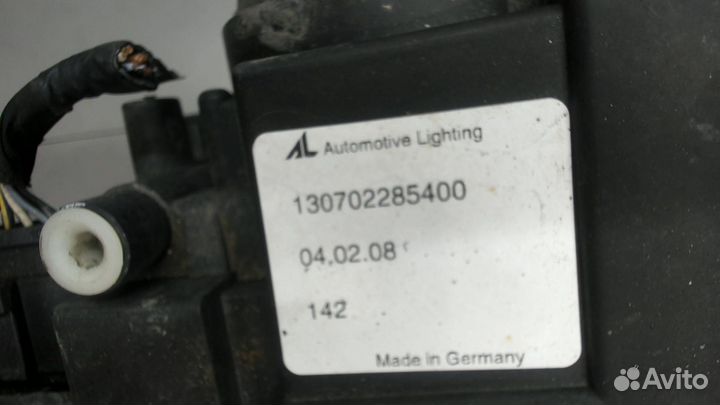 AL Automotive Lighting
130702285400
04.02.08
142
Made in Germany
Avito